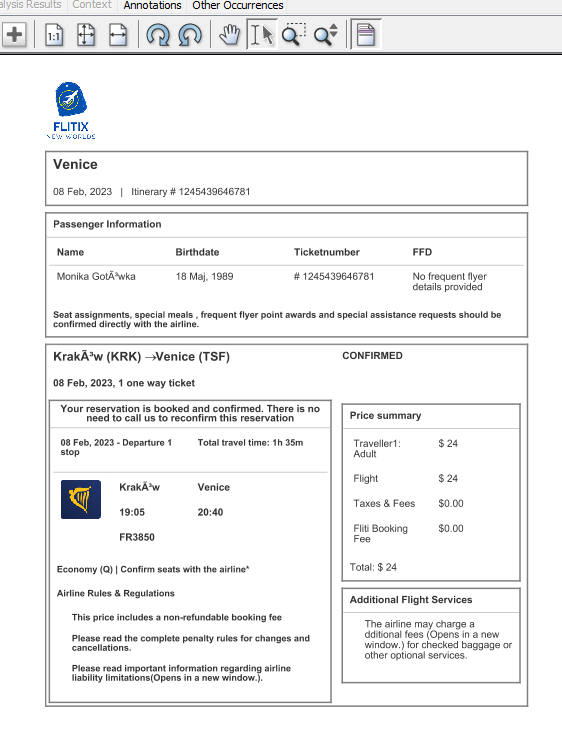 alysis Results Context Annotations Other Occurrences
1:1
FLITIX
NEW WORLDS
Venice
08 Feb, 2023 | Itinerary # 1245439646781
Passenger Information
Name Birthdate Ticketnumber FFD
Monika GotÃ³wka 18 Maj, 1989 # 1245439646781 No frequent flyer
details provided
Seat assignments, special meals , frequent flyer point awards and special assistance requests should be
confirmed directly with the airline.
KrakÃ³w (KRK) →Venice (TSF) CONFIRMED
08 Feb, 2023, 1 one way ticket
Your reservation is booked and confirmed. There is no
need to call us to reconfirm this reservation
08 Feb, 2023 - Departure 1
stop
Total travel time: 1h 35m
KrakÃ³w Venice
19:05 20:40
FR3850
Economy (Q) | Confirm seats with the airline*
Airline Rules & Regulations
This price includes a non-refundable booking fee
Please read the complete penalty rules for changes and
cancellations.
Please read important information regarding airline
liability limitations(Opens in a new window.).
Price summary
Traveller1:
Adult
$ 24
Flight $ 24
Taxes & Fees $0.00
Fliti Booking
Fee
$0.00
Total: $ 24
Additional Flight Services
The airline may charge a
dditional fees (Opens in a new
window.) for checked baggage or
other optional services.